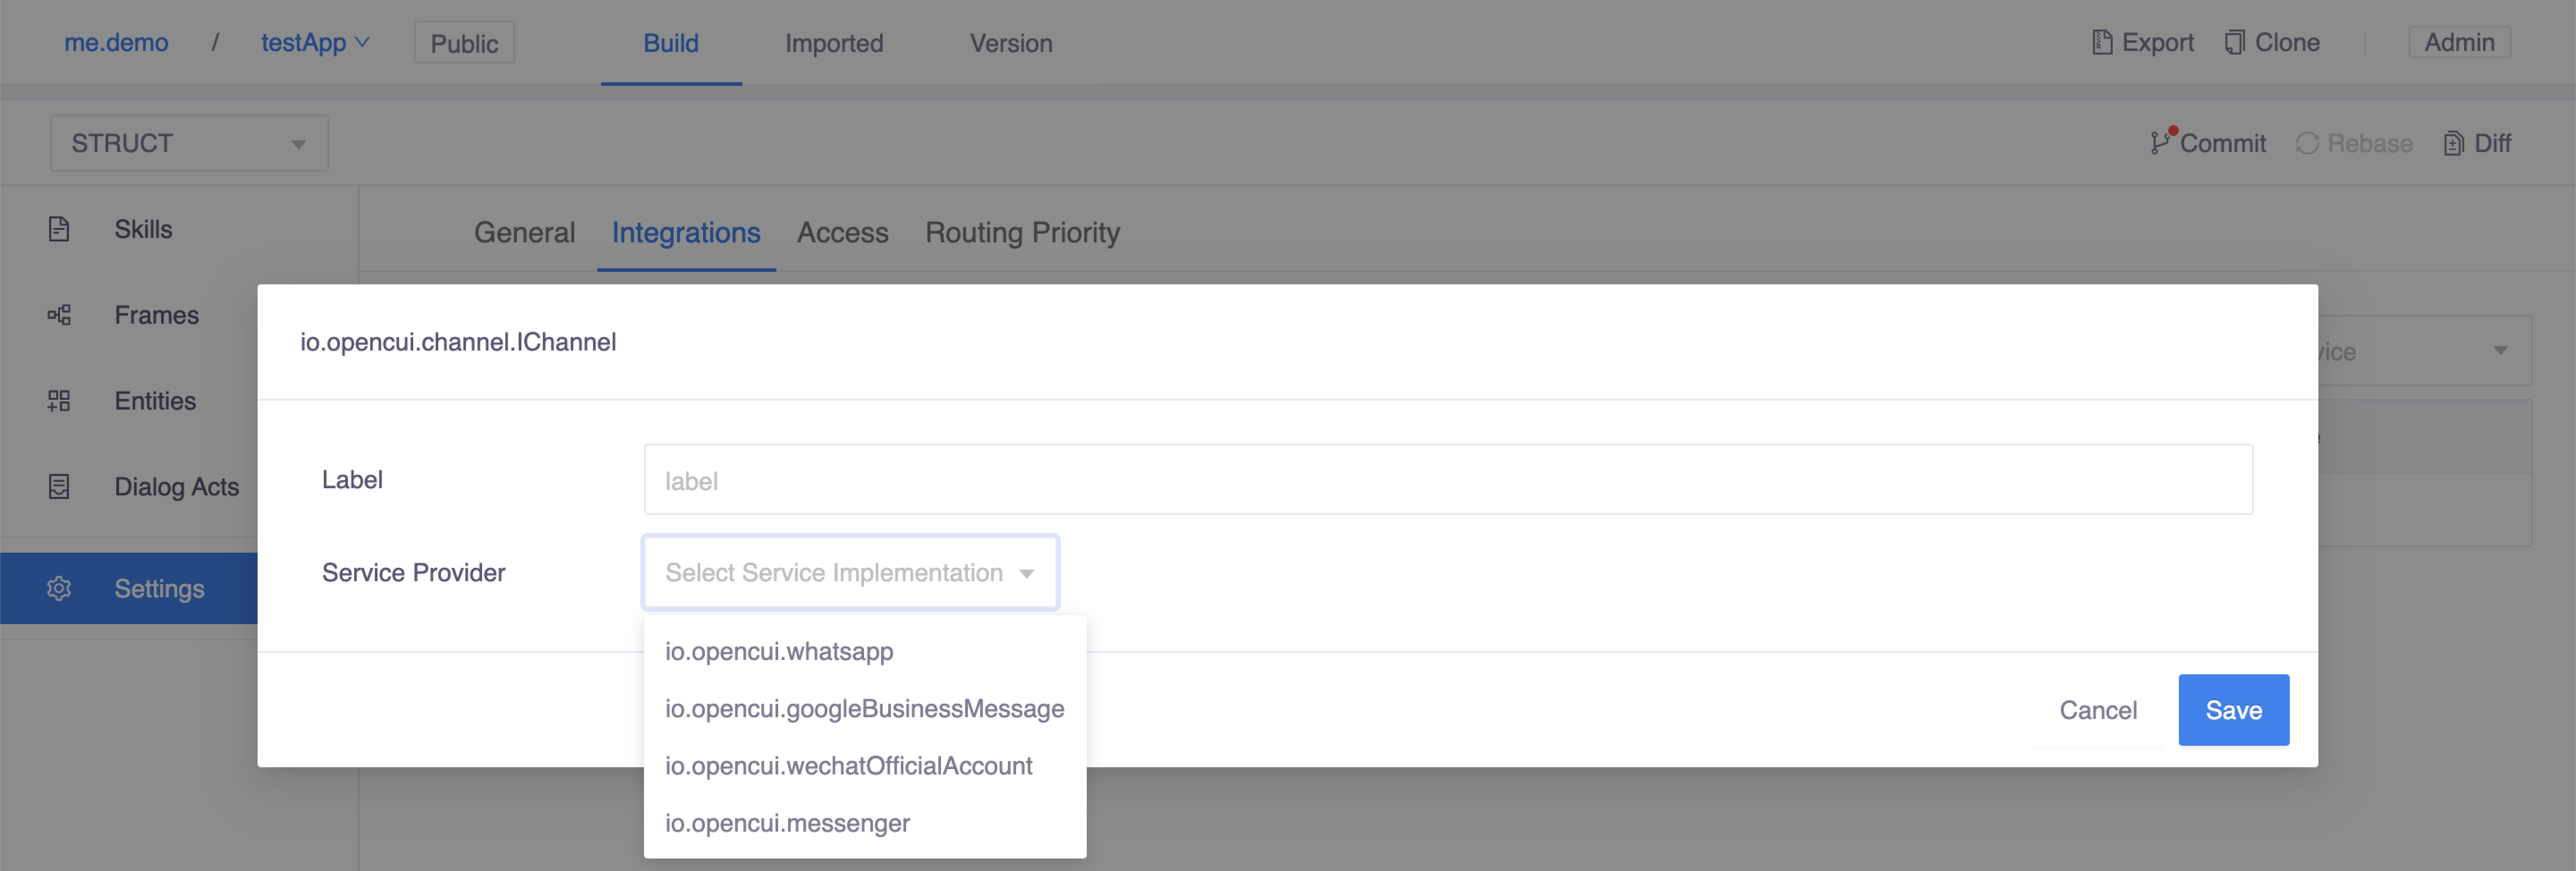 me.demo / testApp Public Build Imported Version Export Clone Admin
STRUCT Commit Rebase Diff
Skills
General Integrations Access Routing Priority
Frames
io.opencui.channel.IChannel
Entities
Label label
Dialog Acts
Service Provider Select Service Implementation
Settings
io.opencui.whatsapp
io.opencui.googleBusinessMessage
Cancel Save
io.opencui.wechatOfficialAccount
io.opencui.messenger